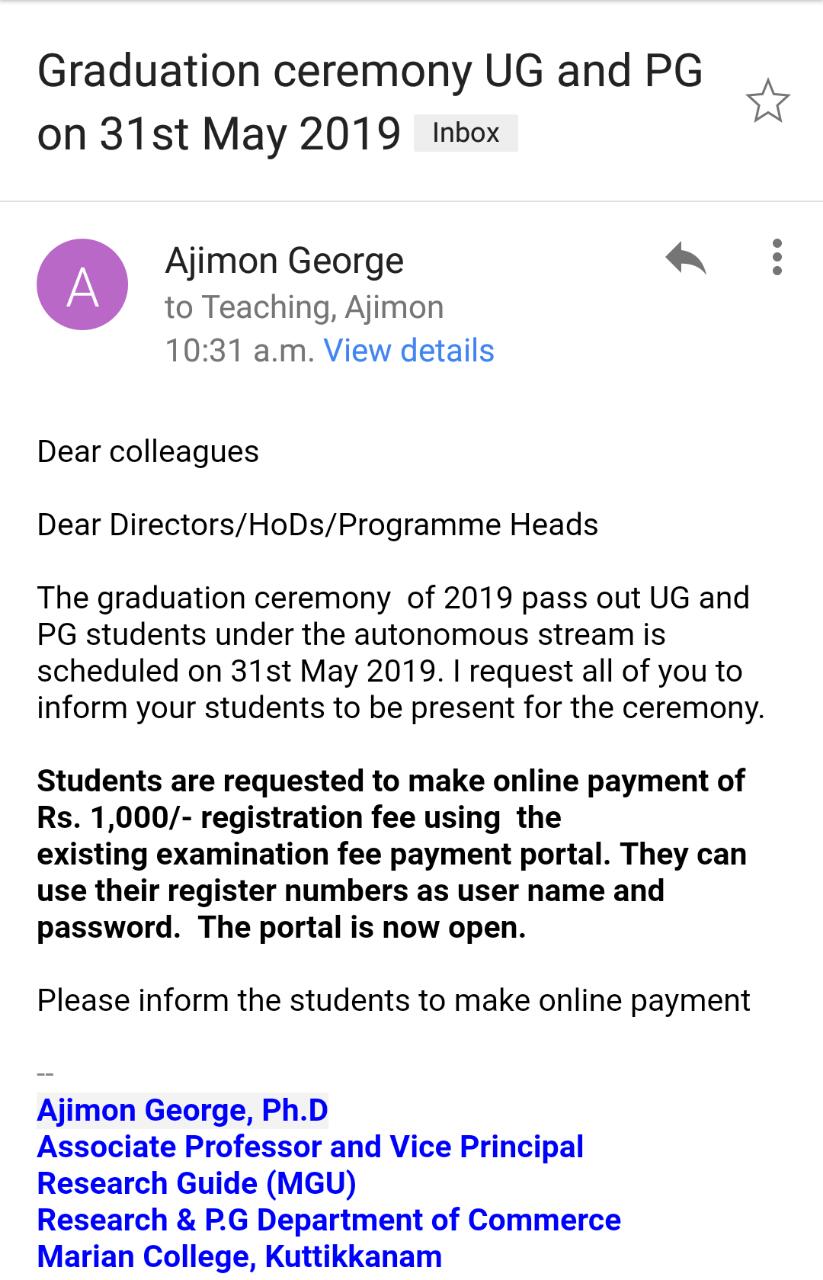 Graduation ceremony UG and PG
on 31st May 2019 Inbox
A
Ajimon George
to Teaching, Ajimon
10:31 a.m. View details
Dear colleagues
Dear Directors/HoDs/Programme Heads
The graduation ceremony  of 2019 pass out UG and
PG students under the autonomous stream is
scheduled on 31st May 2019. I request all of you to
inform your students to be present for the ceremony.
Students are requested to make online payment of
Rs. 1,000/- registration fee using  the
existing examination fee payment portal. They can
use their register numbers as user name and
password.  The portal is now open.
Please inform the students to make online payment
--
Ajimon George, Ph.D
Associate Professor and Vice Principal
Research Guide (MGU)
Research & P.G Department of Commerce
Marian College, Kuttikkanam